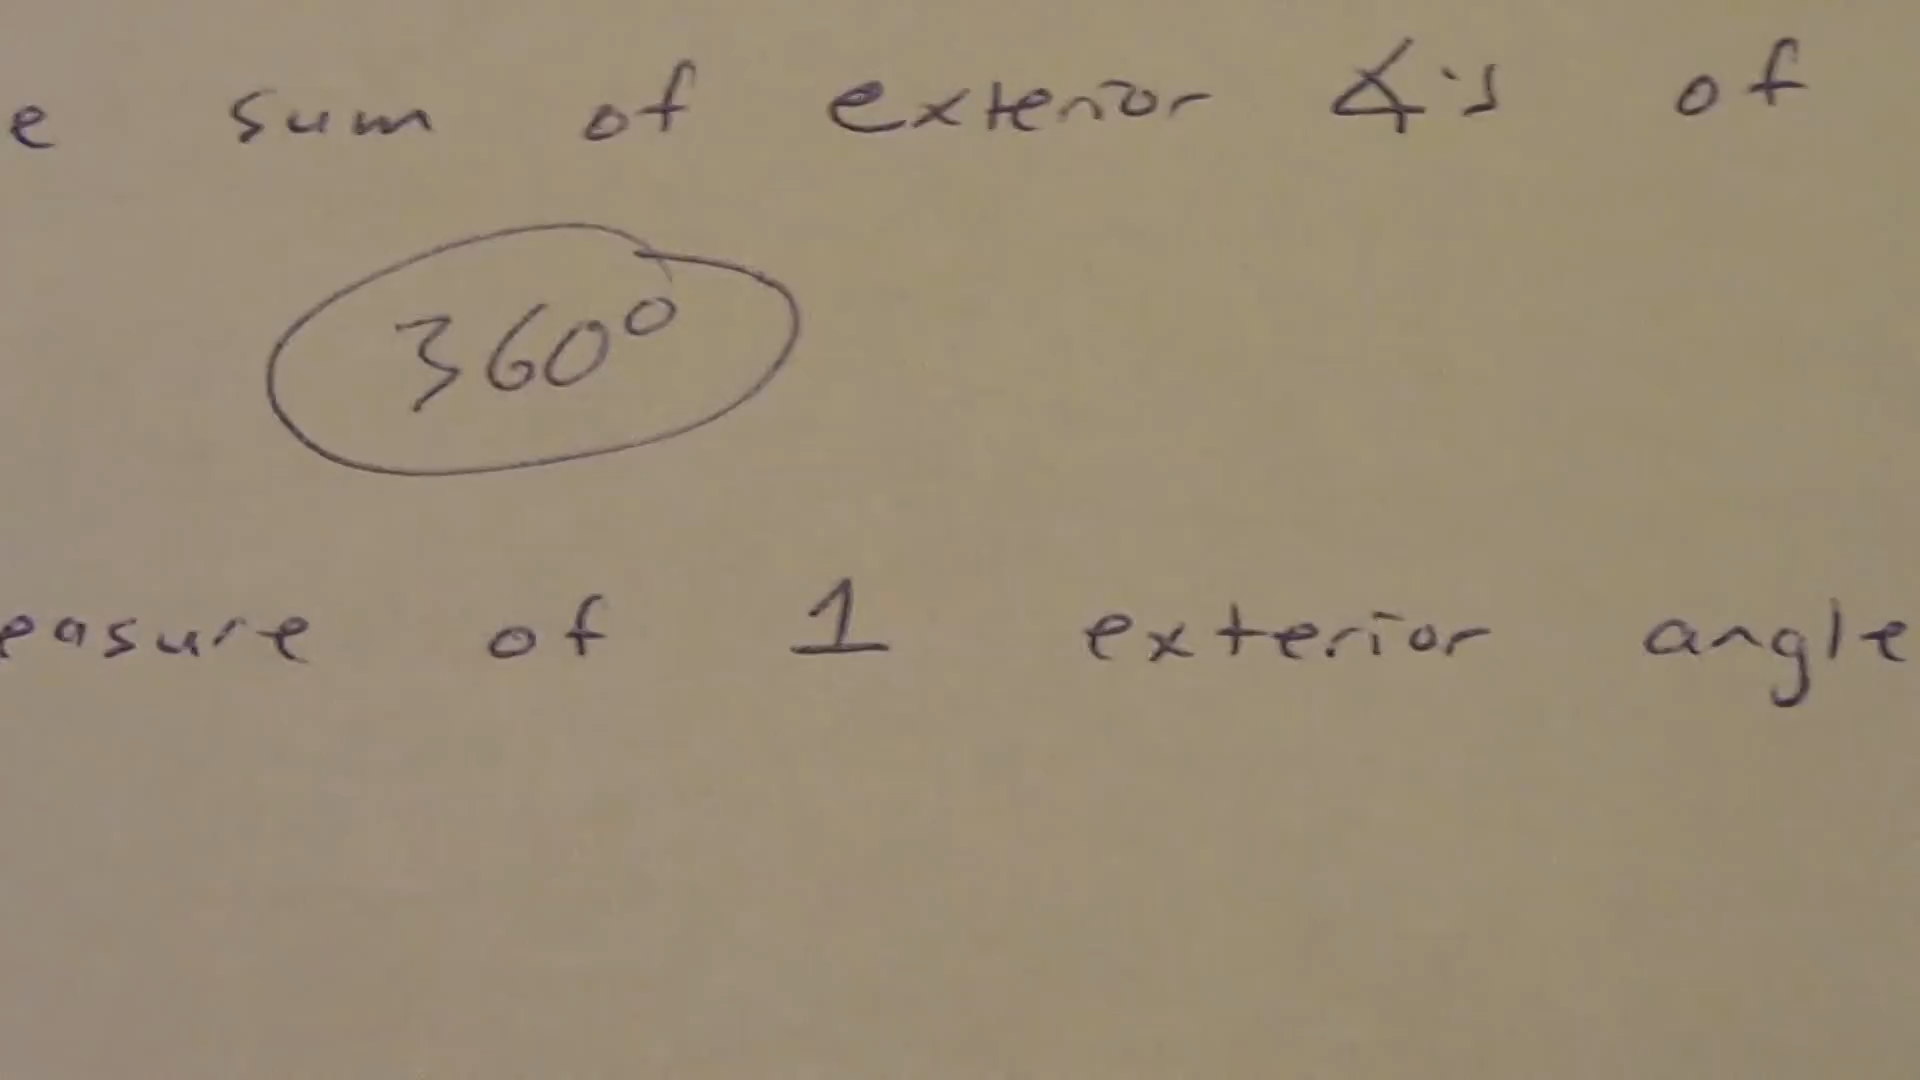 e sum of exterior ∡'s of
360°
easure of 1 exterior angle